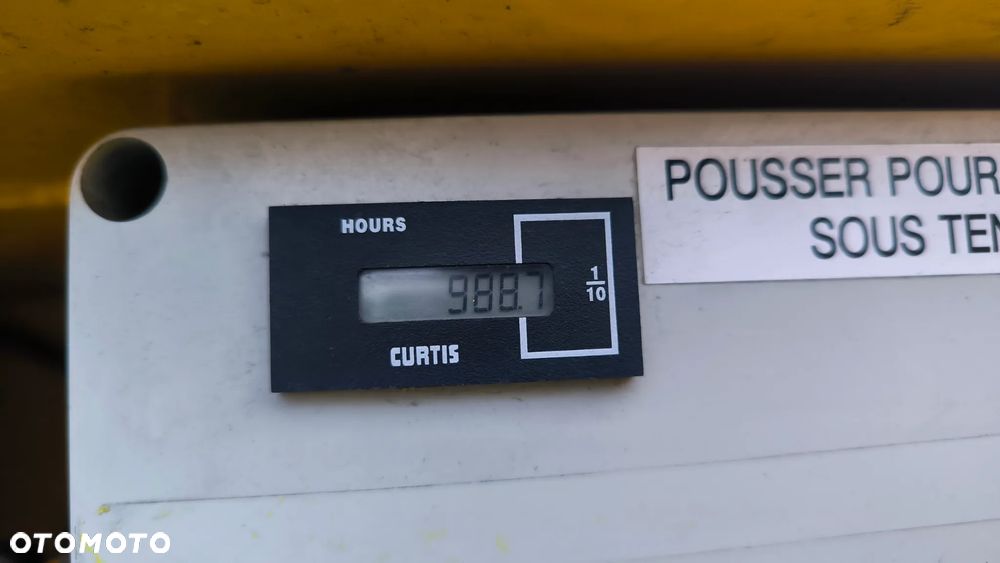 POUSSER POUR
SOUS TEN
HOURS
988.7
1
10
CURTIS
OTOMOTO